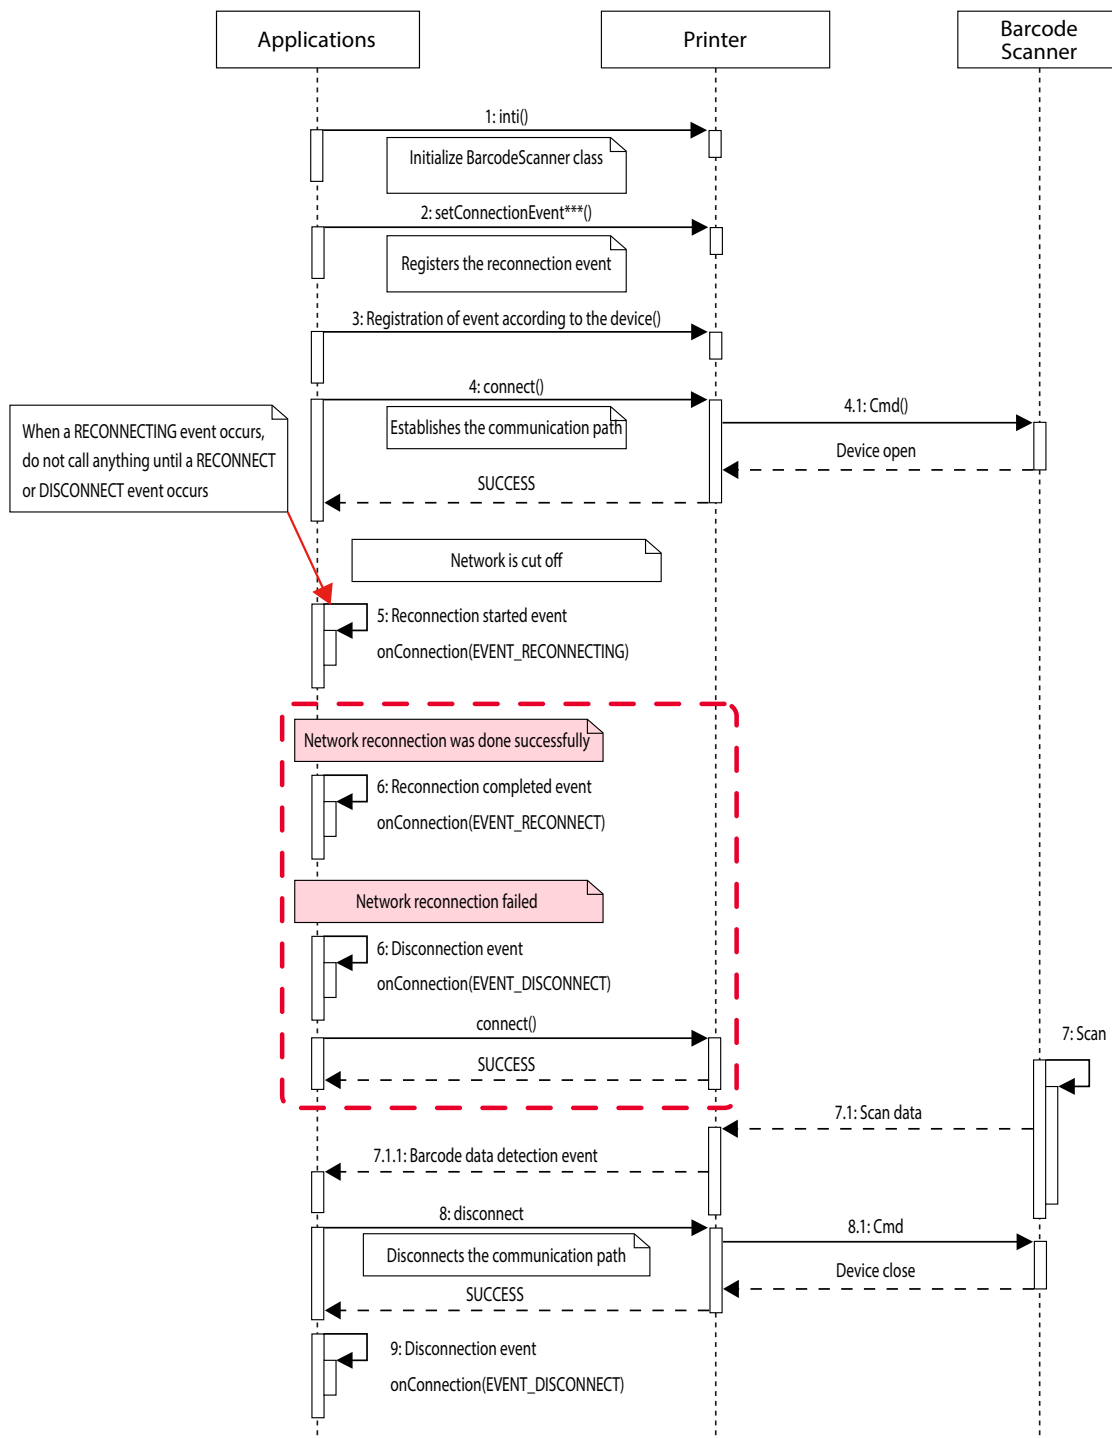 Applications
Printer
Barcode
Scanner
1: inti()
Initialize BarcodeScanner class
2: setConnectionEvent***()
Registers the reconnection event
3: Registration of event according to the device()
4: connect()
4.1: Cmd()
Establishes the communication path
Device open
SUCCESS
When a RECONNECTING event occurs,
do not call anything until a RECONNECT
or DISCONNECT event occurs
Network is cut off
5: Reconnection started event
onConnection(EVENT_RECONNECTING)
Network reconnection was done successfully
6: Reconnection completed event
onConnection(EVENT_RECONNECT)
Network reconnection failed
6: Disconnection event
onConnection(EVENT_DISCONNECT)
connect()
SUCCESS
7: Scan
7.1: Scan data
7.1.1: Barcode data detection event
8: disconnect
8.1: Cmd
Disconnects the communication path
Device close
SUCCESS
9: Disconnection event
onConnection(EVENT_DISCONNECT)